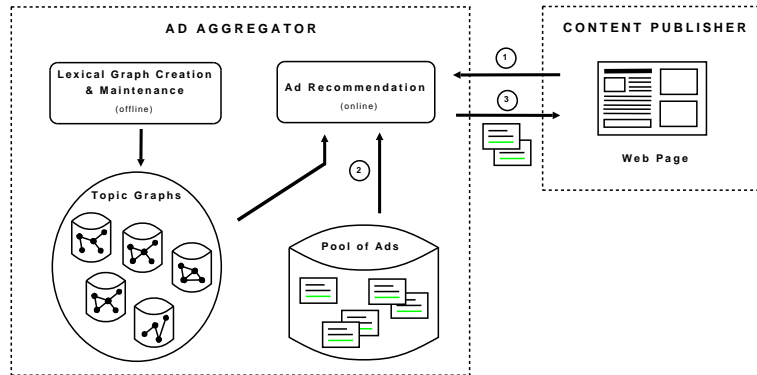 AD AGGREGATOR
CONTENT PUBLISHER
Lexical Graph Creation
& Maintenance
(offline)
Ad Recommendation
(online)
1
3
Web Page
2
Topic Graphs
Pool of Ads